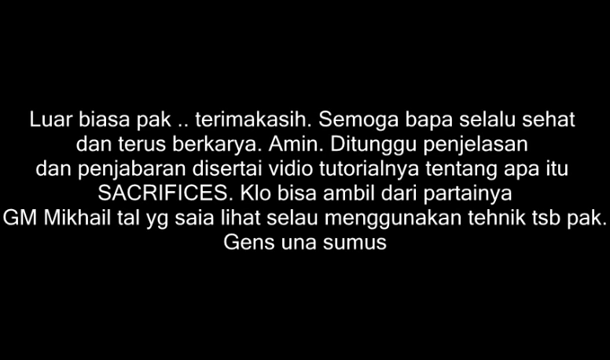 Luar biasa pak .. terimakasih. Semoga bapa selalu sehat
dan terus berkarya. Amin. Ditunggu penjelasan
dan penjabaran disertai vidio tutorialnya tentang apa itu
SACRIFICES. Klo bisa ambil dari partainya
GM Mikhail tal yg saia lihat selau menggunakan tehnik tsb pak.
Gens una sumus